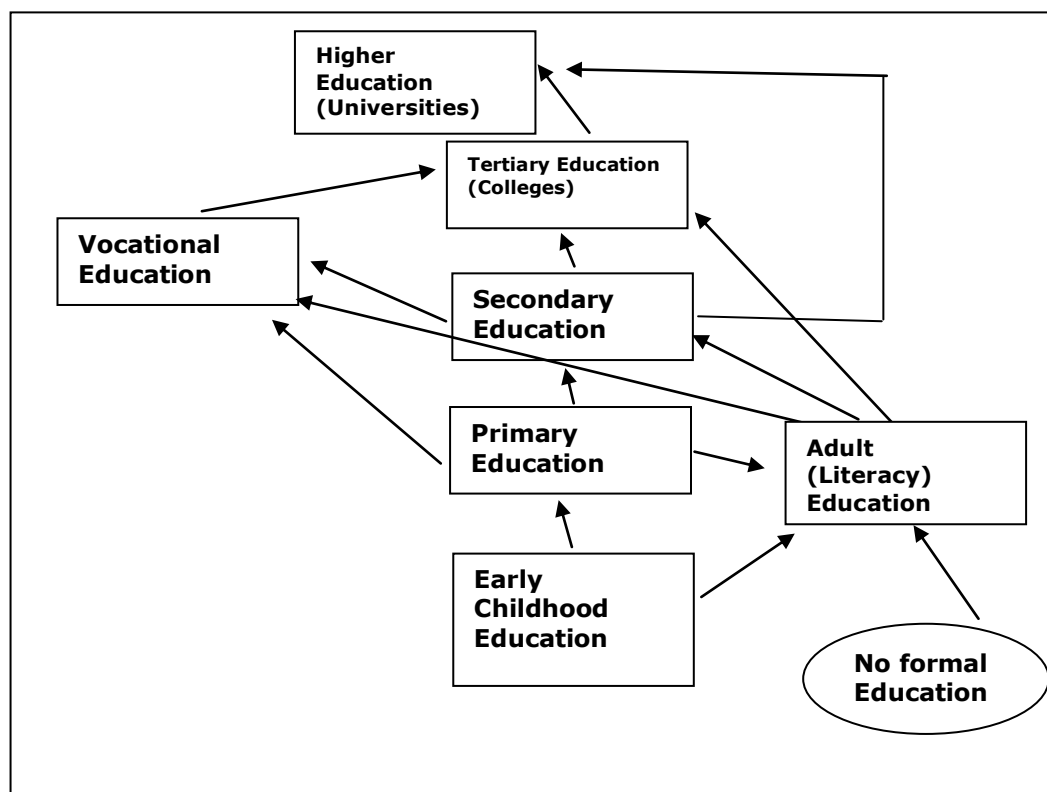 Higher
Education
(Universities)
Tertiary Education
(Colleges)
Vocational
Education
Secondary
Education
Primary
Education
Adult
(Literacy)
Education
Early
Childhood
Education
No formal
Education